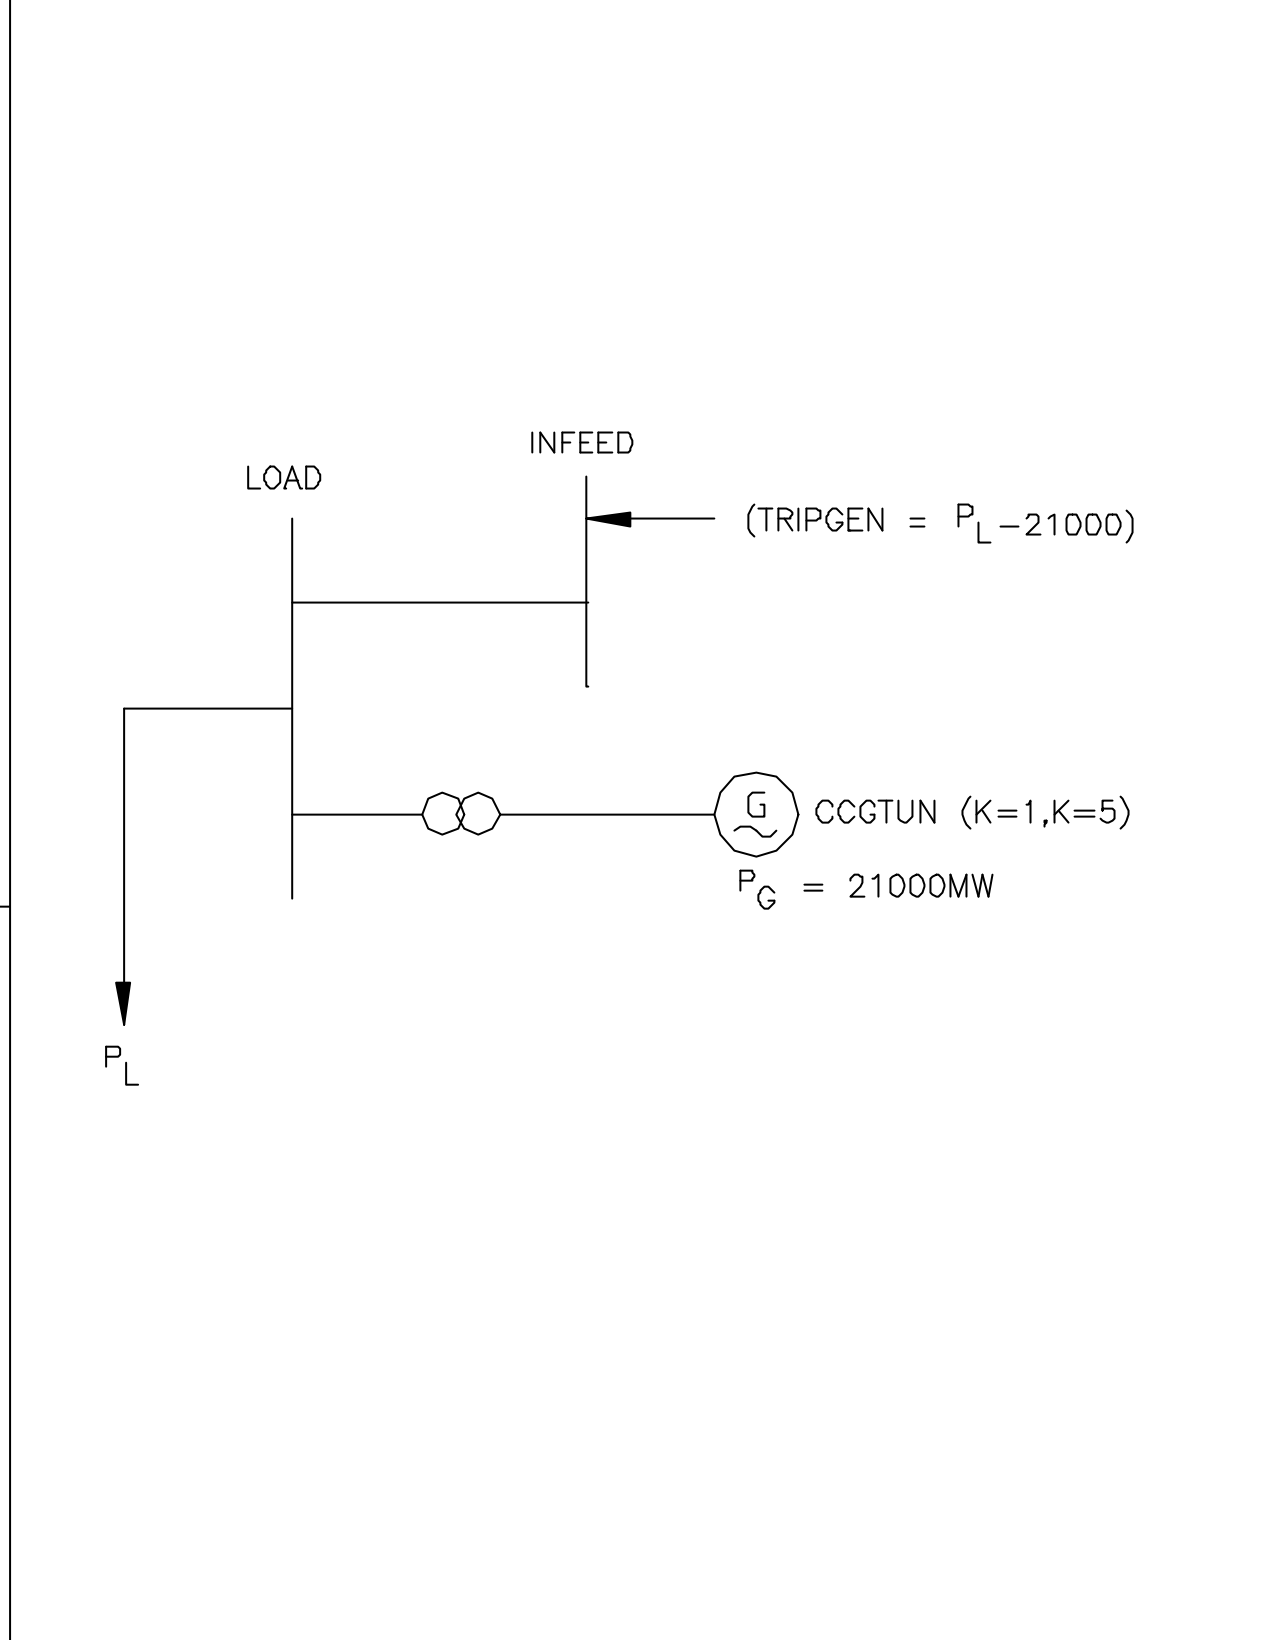 INFEED
LOAD
(TRIPGEN = PL-21000)
G
CCGTUN (K=1,K=5)
PG = 21000MW
PL